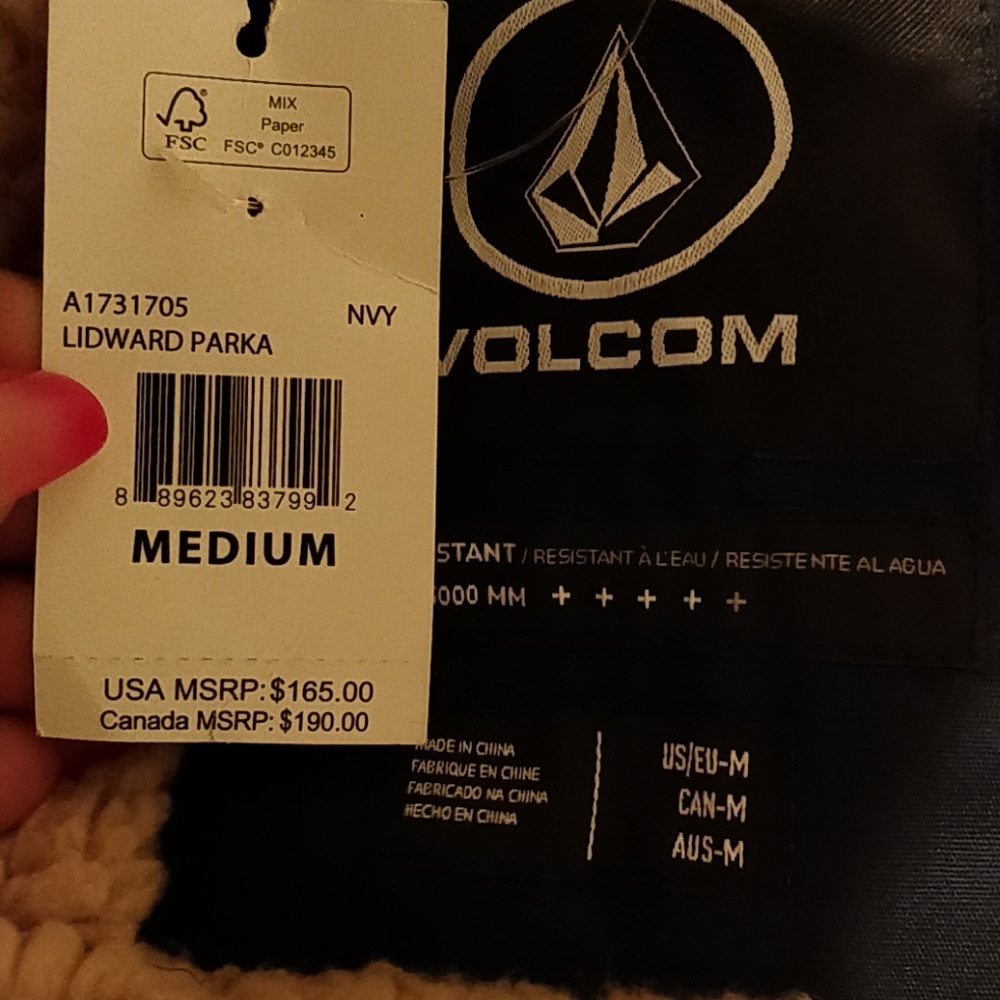 MIX
Paper
FSC® C012345
FSC
A1731705
NVY
LIDWARD PARKA
8 89623 83799 2
MEDIUM
USA MSRP: $165.00
Canada MSRP: $190.00
VOLCOM
/ RESISTANT À L'EAU / RESISTENTE AL AGUA
000 MM + + + + +
MADE IN CHINA
FABRIQUE EN CHINE
FABRICADO NA CHINA
HECHO EN CHINA
US/EU-M
CAN-M
AUS-M